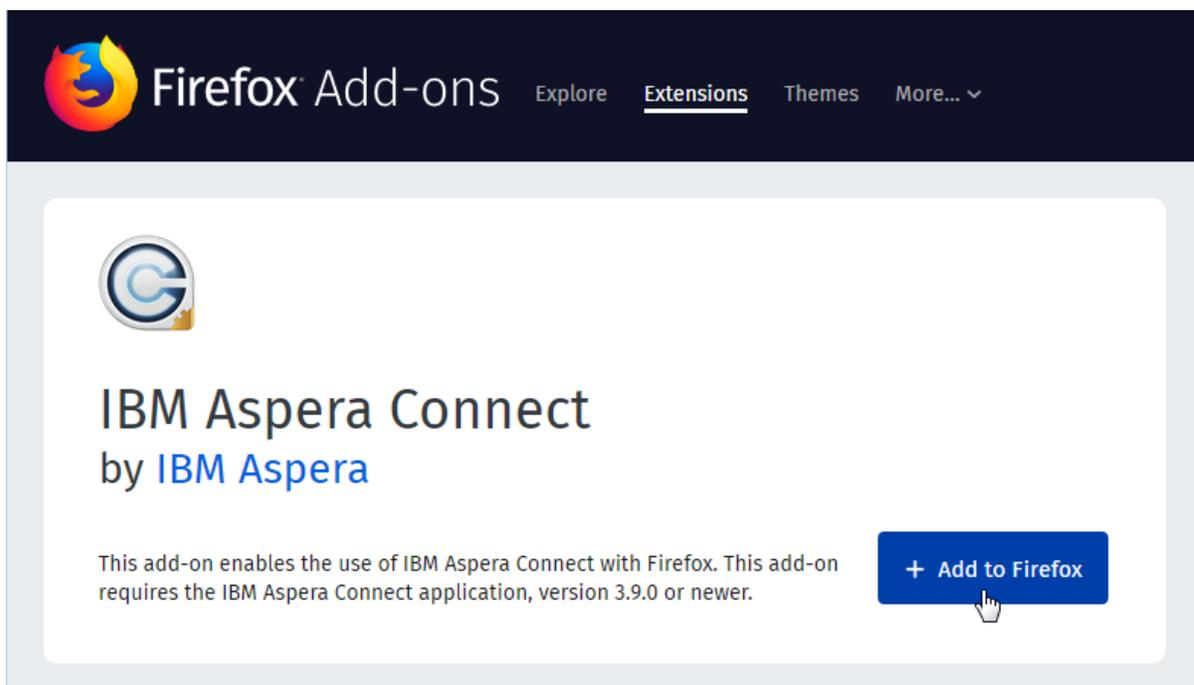 Firefox Add-ons Explore Extensions Themes More...
IBM Aspera Connect
by IBM Aspera
This add-on enables the use of IBM Aspera Connect with Firefox. This add-on
requires the IBM Aspera Connect application, version 3.9.0 or newer.
+ Add to Firefox